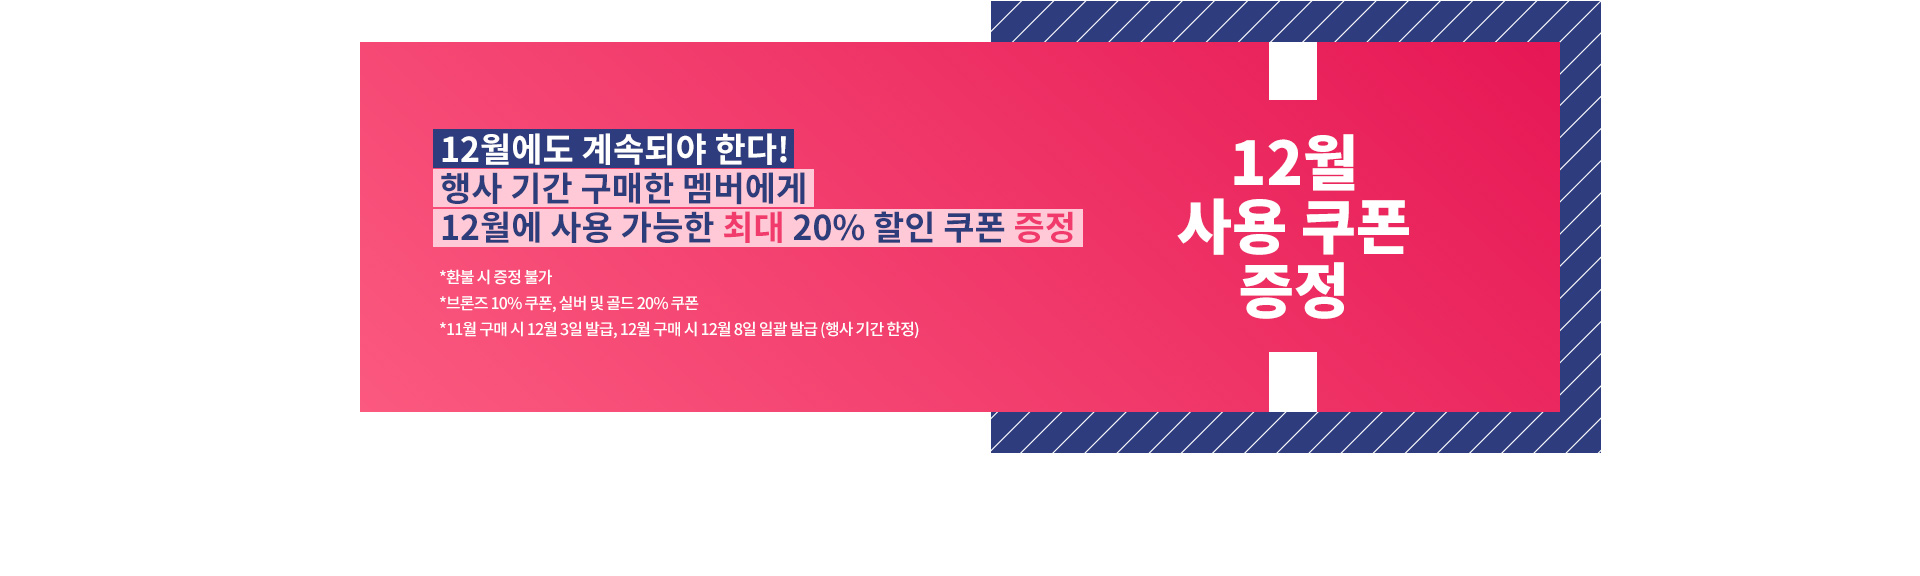 12월에도 계속되야 한다!
행사 기간 구매한 멤버에게
12월에 사용 가능한 최대 20% 할인 쿠폰 증정
*환불 시 증정 불가
*브론즈 10% 쿠폰, 실버 및 골드 20% 쿠폰
*11월 구매 시 12월 3일 발급, 12월 구매 시 12월 8일 일괄 발급 (행사 기간 한정)
12월
사용 쿠폰
증정